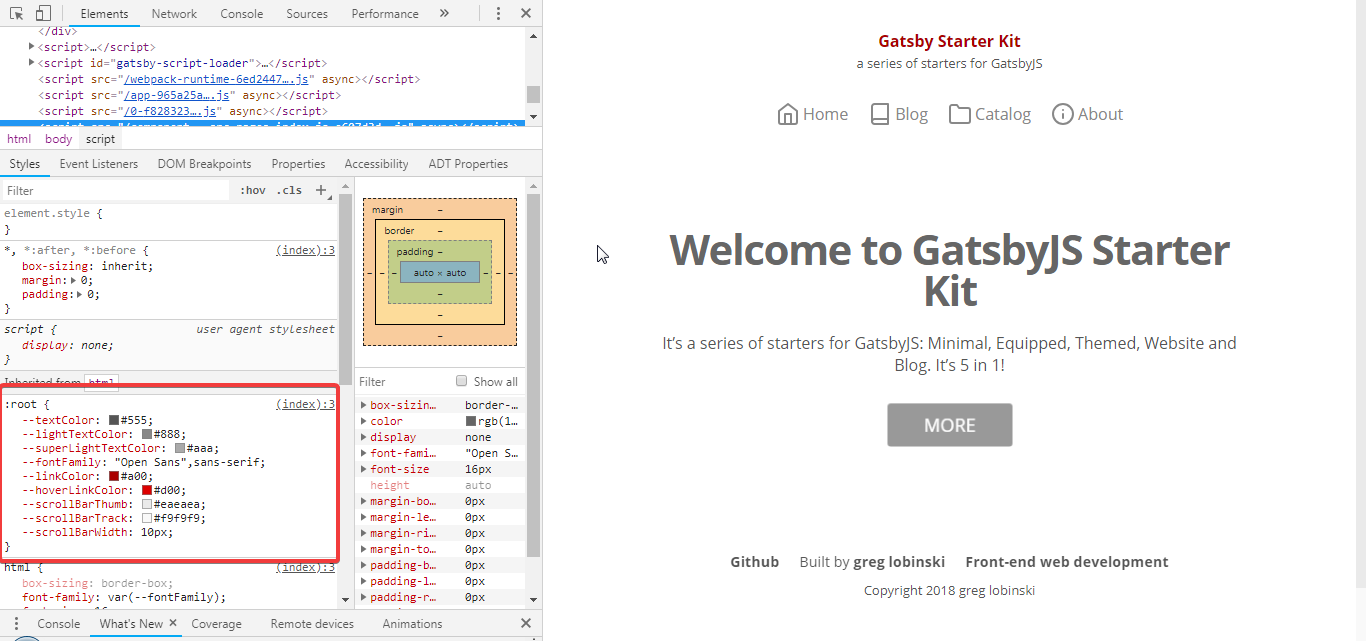 Elements Network Console Sources Performance »
</div>
<script>…</script>
<script id="gatsby-script-loader">…</script>
<script src="/webpack-runtime-6ed2447….js" async></script>
<script src="/app-965a25a….js" async></script>
<script src="/0-f828323….js" async></script>
html body script
Styles Event Listeners DOM Breakpoints Properties Accessibility ADT Properties
Filter :hov .cls +
element.style {
}
*, *:after, *:before { (index):3
box-sizing: inherit;
margin: 0;
padding: 0;
}
script { user agent stylesheet
display: none;
}
Inherited from html
:root { (index):3
--textColor: #555;
--lightTextColor: #888;
--superLightTextColor: #aaa;
--fontFamily: "Open Sans",sans-serif;
--linkColor: #a00;
--hoverLinkColor: #d00;
--scrollBarThumb: #eaeaea;
--scrollBarTrack: #f9f9f9;
--scrollBarWidth: 10px;
}
html { (index):3
box-sizing: border-box;
font-family: var(--fontFamily);
margin –
border –
padding –
– – – auto × auto – – –
–
–
–
Filter Show all
box-sizin… border-…
color rgb(1…
display none
font-fami… "Open S…
font-size 16px
height auto
margin-bo… 0px
margin-le… 0px
margin-ri… 0px
margin-to… 0px
padding-b… 0px
padding-l… 0px
padding-r… 0px
Console What's New × Coverage Remote devices Animations
Gatsby Starter Kit
a series of starters for GatsbyJS
Home Blog Catalog About
Welcome to GatsbyJS Starter
Kit
It’s a series of starters for GatsbyJS: Minimal, Equipped, Themed, Website and
Blog. It’s 5 in 1!
MORE
Github Built by greg lobinski Front-end web development
Copyright 2018 greg lobinski